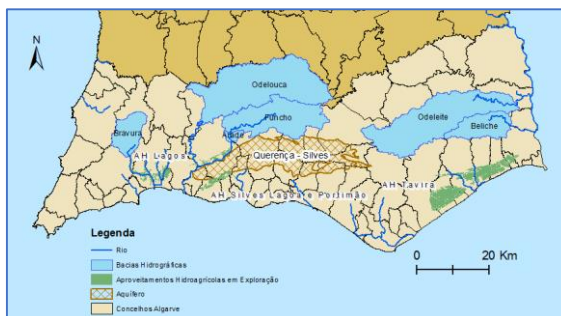 N
Odelouca
Funcho
Bravura
Arade
Odeleite
Beliche
Querença - Silves
AH Lagos
AH Silves Lagoa e Portimão
AH Tavira
Legenda
Rio
Bacias Hidrográficas
Aproveitamentos Hidroagrícolas em Exploração
Aquífero
Concelhos Algarve
0 20 Km